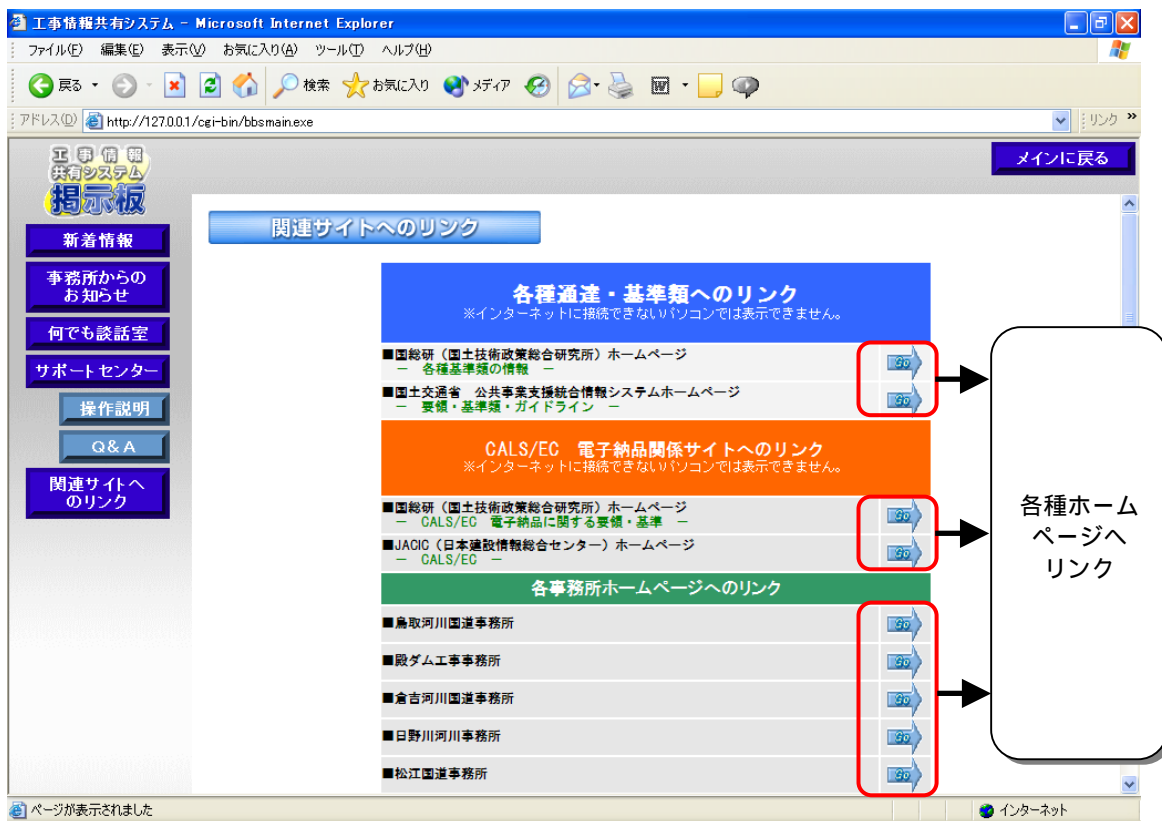 工事情報共有システム - Microsoft Internet Explorer
ファイル(F) 編集(E) 表示(V) お気に入り(A) ツール(T) ヘルプ(H)
戻る 検索 お気に入り メディア
アドレス(D) http://127.0.0.1/cgi-bin/bbsmain.exe リンク
工事情報
共有システム
掲示板
メインに戻る
新着情報
事務所からの
お知らせ
何でも談話室
サポートセンター
操作説明
Q&A
関連サイトへ
のリンク
関連サイトへのリンク
各種通達・基準類へのリンク
※インターネットに接続できないパソコンでは表示できません。
■国総研(国土技術政策総合研究所)ホームページ Go
― 各種基準類の情報 ―
■国土交通省 公共事業支援統合情報システムホームページ Go
― 要領・基準類・ガイドライン ―
CALS/EC 電子納品関係サイトへのリンク
※インターネットに接続できないパソコンでは表示できません。
■国総研(国土技術政策総合研究所)ホームページ Go
― CALS/EC 電子納品に関する要領・基準 ―
■JACIC(日本建設情報総合センター)ホームページ Go
― CALS/EC ―
各事務所ホームページへのリンク
■鳥取河川国道事務所 Go
■殿ダム工事事務所 Go
■倉吉河川国道事務所 Go
■日野川河川事務所 Go
■松江国道事務所 Go
各種ホーム
ページへ
リンク
ページが表示されました インターネット